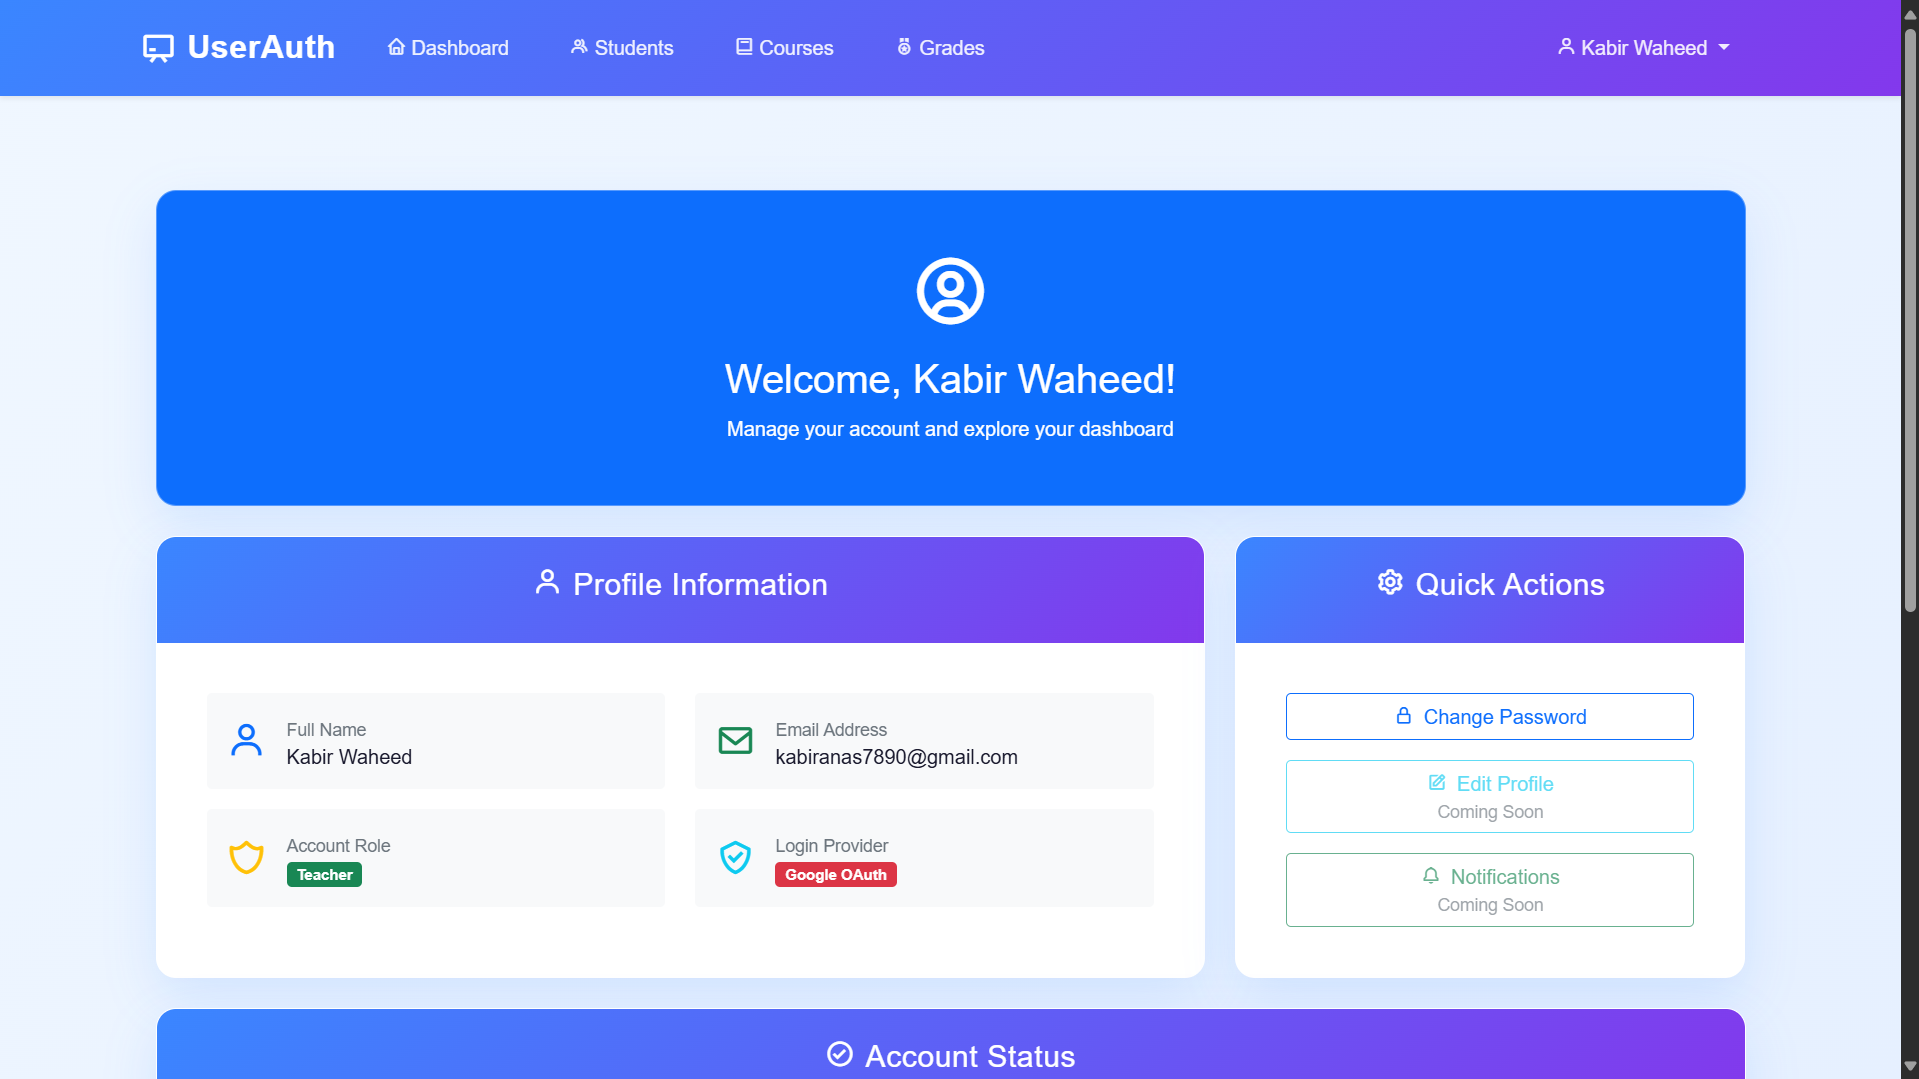 UserAuth
Dashboard
Students
Courses
Grades
Kabir Waheed
Welcome, Kabir Waheed!
Manage your account and explore your dashboard
Profile Information
Full Name
Kabir Waheed
Email Address
kabiranas7890@gmail.com
Account Role
Teacher
Login Provider
Google OAuth
Quick Actions
Change Password
Edit Profile
Coming Soon
Notifications
Coming Soon
Account Status